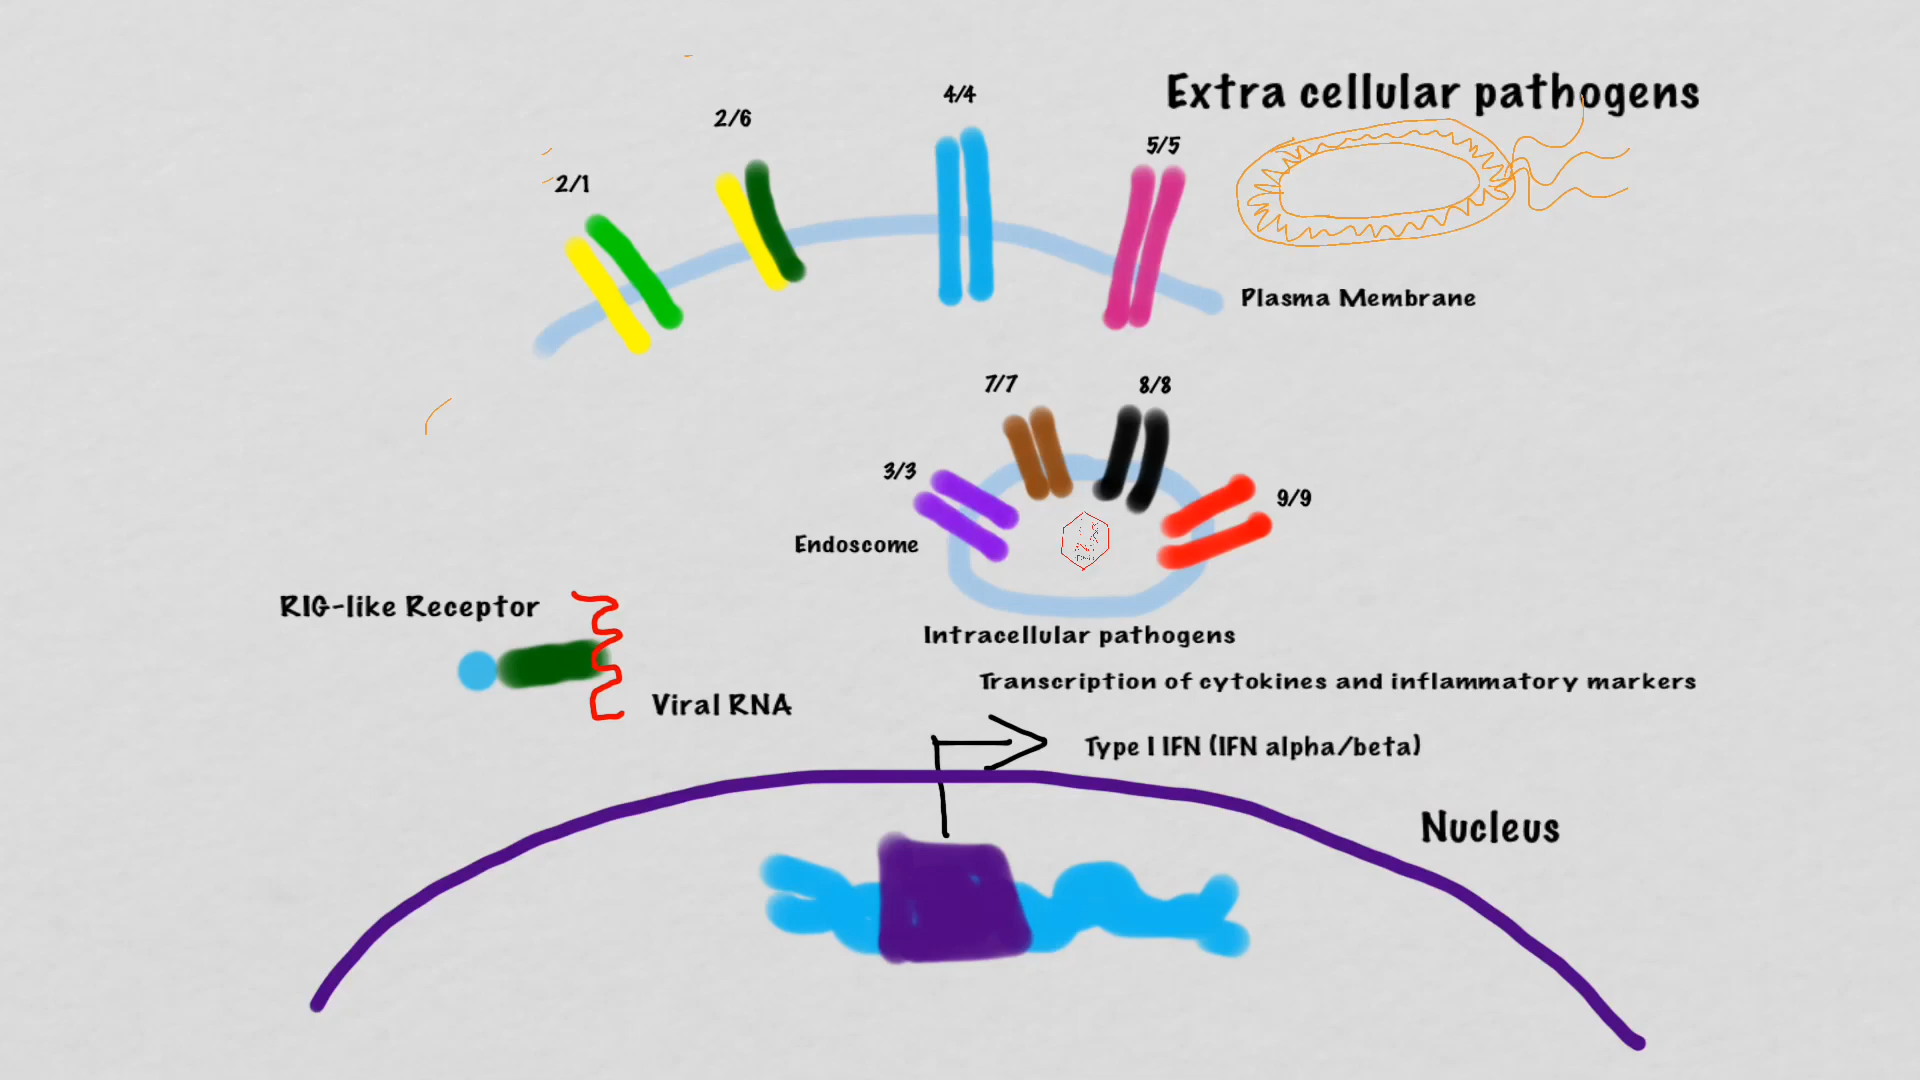 Extra cellular pathogens
4/4
2/6
5/5
2/1
Plasma Membrane
7/7
8/8
3/3
9/9
Endoscome
RIG-like Receptor
Intracellular pathogens
Transcription of cytokines and inflammatory markers
Viral RNA
Type I IFN (IFN alpha/beta)
Nucleus